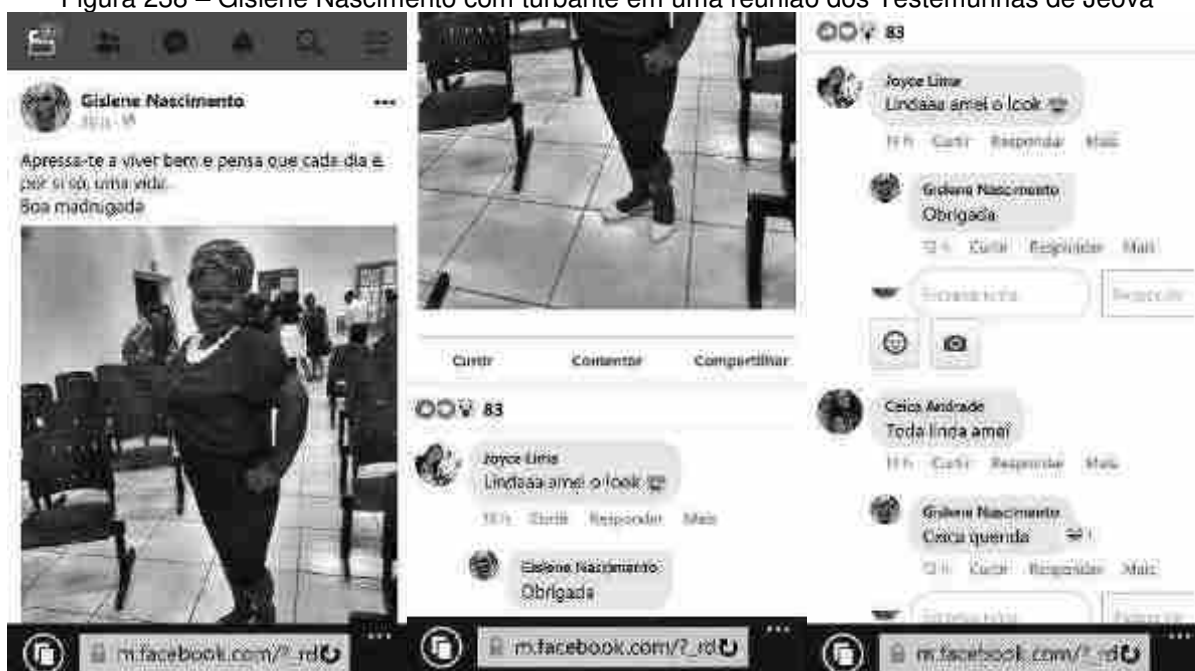 Figura 238 – Gislene Nascimento com turbante em uma reunião dos Testemunhas de Jeová
Gislene Nascimento
Apressa-te a viver bem e pensa que cada dia é,
por si só, uma vida.
Boa madrugada
m.facebook.com/?_rd
Curtir Comentar Compartilhar
83
Joyce Lima
Lindaaa amei o look
Curtir Responder Mais
Gislene Nascimento
Obrigada
m.facebook.com/?_rd
83
Joyce Lima
Lindaaa amei o look
Curtir Responder Mais
Gislene Nascimento
Obrigada
Curtir Responder Mais
Ceica Andrade
Toda linda amei
Curtir Responder Mais
Gislene Nascimento
Ceica querida
Curtir Responder Mais
m.facebook.com/?_rd